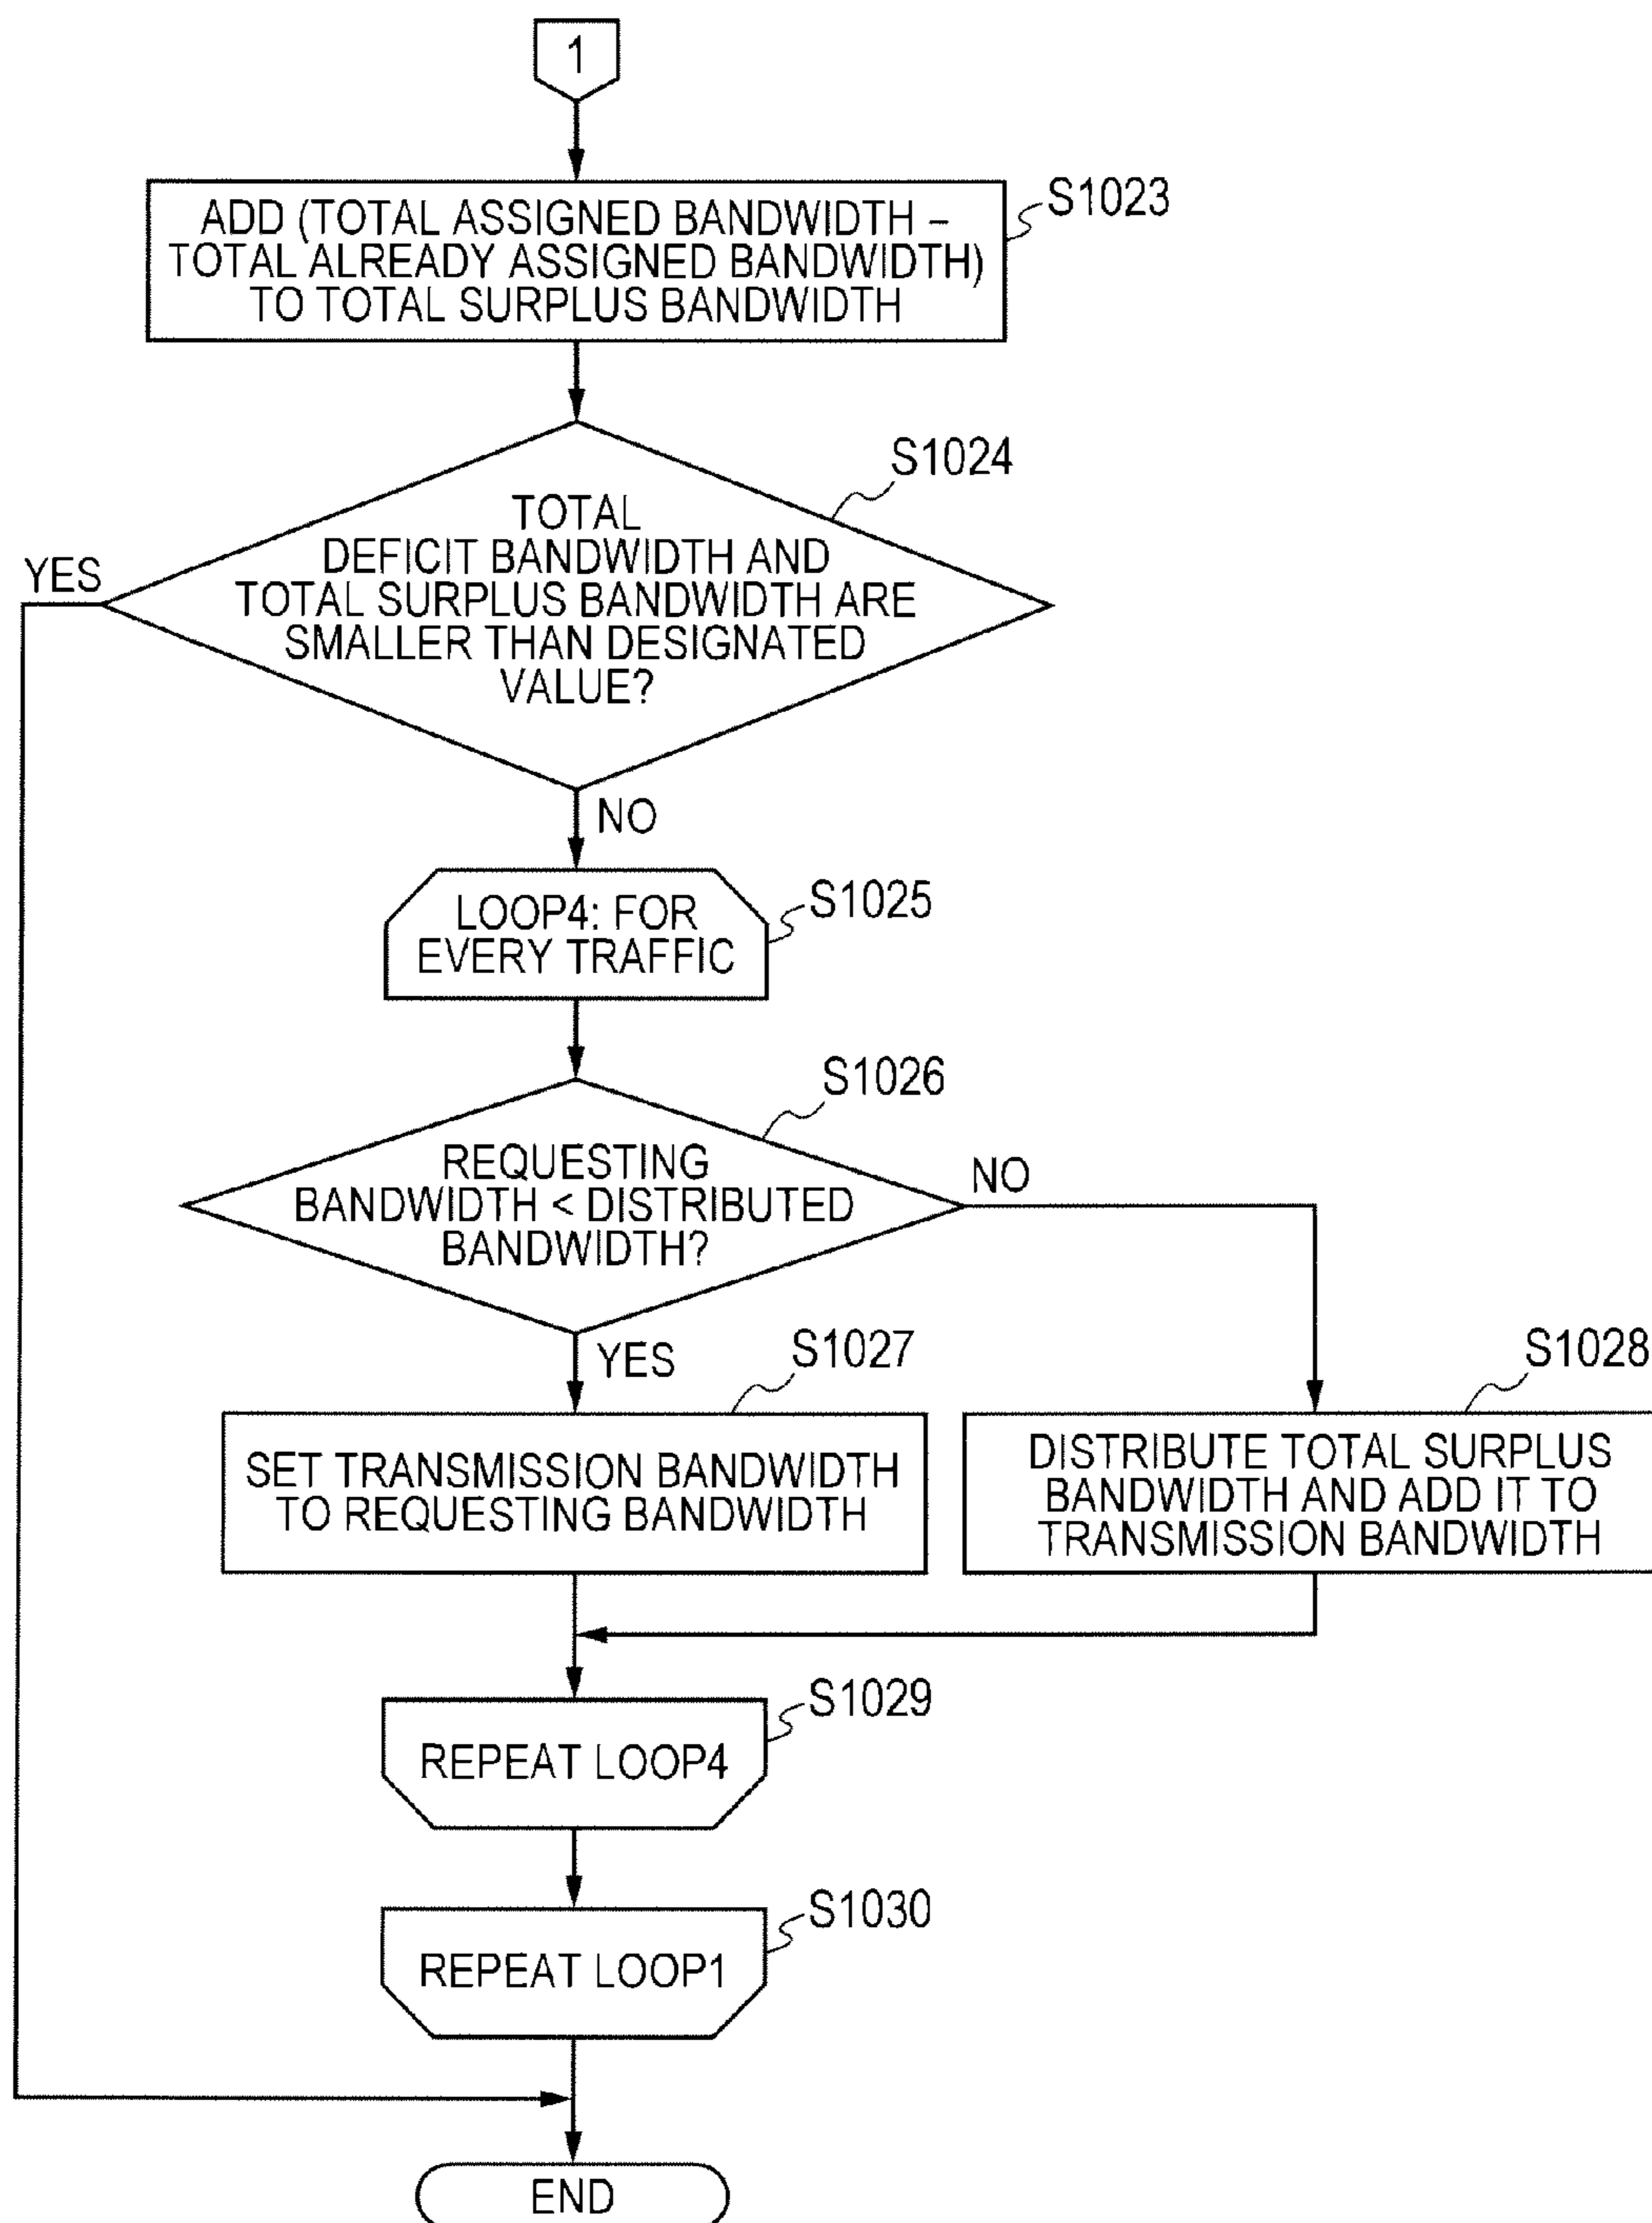 1
ADD (TOTAL ASSIGNED BANDWIDTH –
TOTAL ALREADY ASSIGNED BANDWIDTH)
TO TOTAL SURPLUS BANDWIDTH
S1023
S1024
TOTAL
DEFICIT BANDWIDTH AND
TOTAL SURPLUS BANDWIDTH ARE
SMALLER THAN DESIGNATED
VALUE?
YES
NO
LOOP4: FOR
EVERY TRAFFIC
S1025
S1026
REQUESTING
BANDWIDTH < DISTRIBUTED
BANDWIDTH?
NO
YES
S1027
S1028
SET TRANSMISSION BANDWIDTH
TO REQUESTING BANDWIDTH
DISTRIBUTE TOTAL SURPLUS
BANDWIDTH AND ADD IT TO
TRANSMISSION BANDWIDTH
S1029
REPEAT LOOP4
S1030
REPEAT LOOP1
END